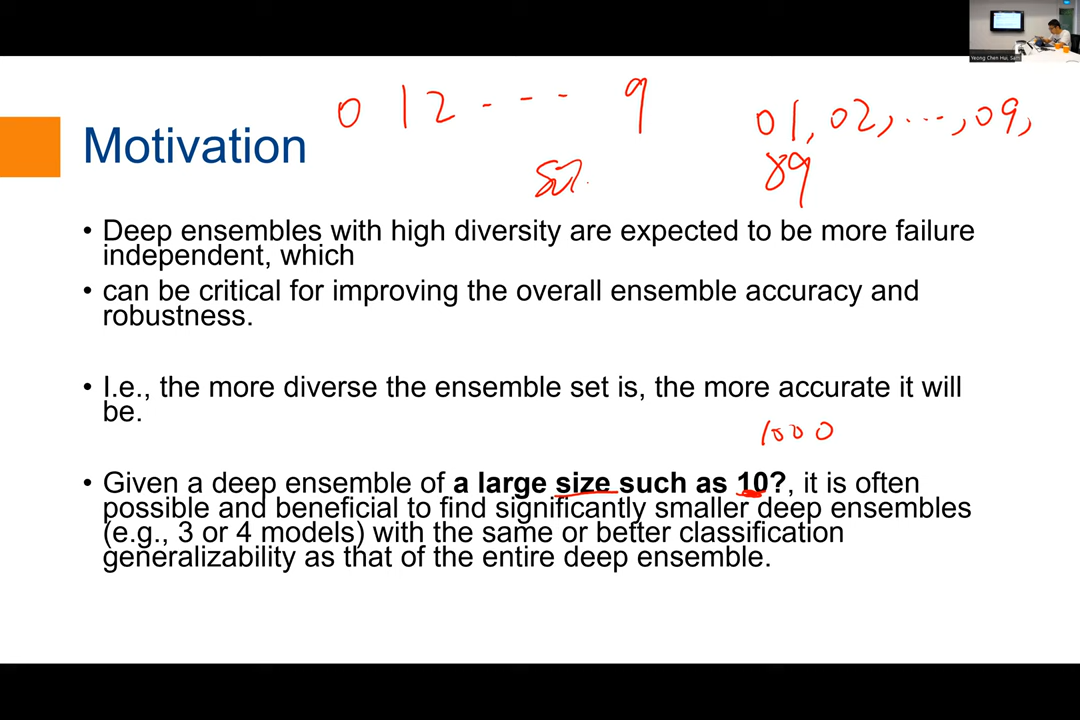 0 1 2 - - - 9
01, 02, ..., 09,
89
Motivation
• Deep ensembles with high diversity are expected to be more failure
independent, which
• can be critical for improving the overall ensemble accuracy and
robustness.
• I.e., the more diverse the ensemble set is, the more accurate it will
be.
1000
• Given a deep ensemble of a large size such as 10?, it is often
possible and beneficial to find significantly smaller deep ensembles
(e.g., 3 or 4 models) with the same or better classification
generalizability as that of the entire deep ensemble.